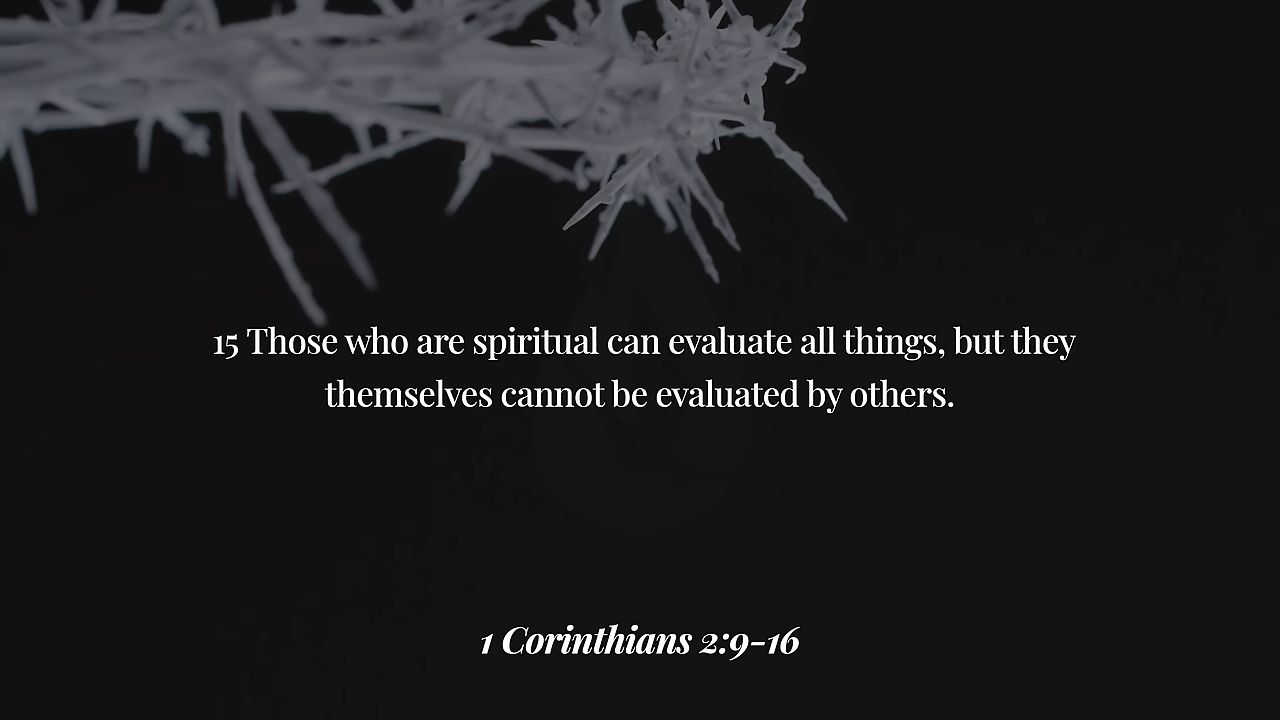 15 Those who are spiritual can evaluate all things, but they
themselves cannot be evaluated by others.
1 Corinthians 2:9-16